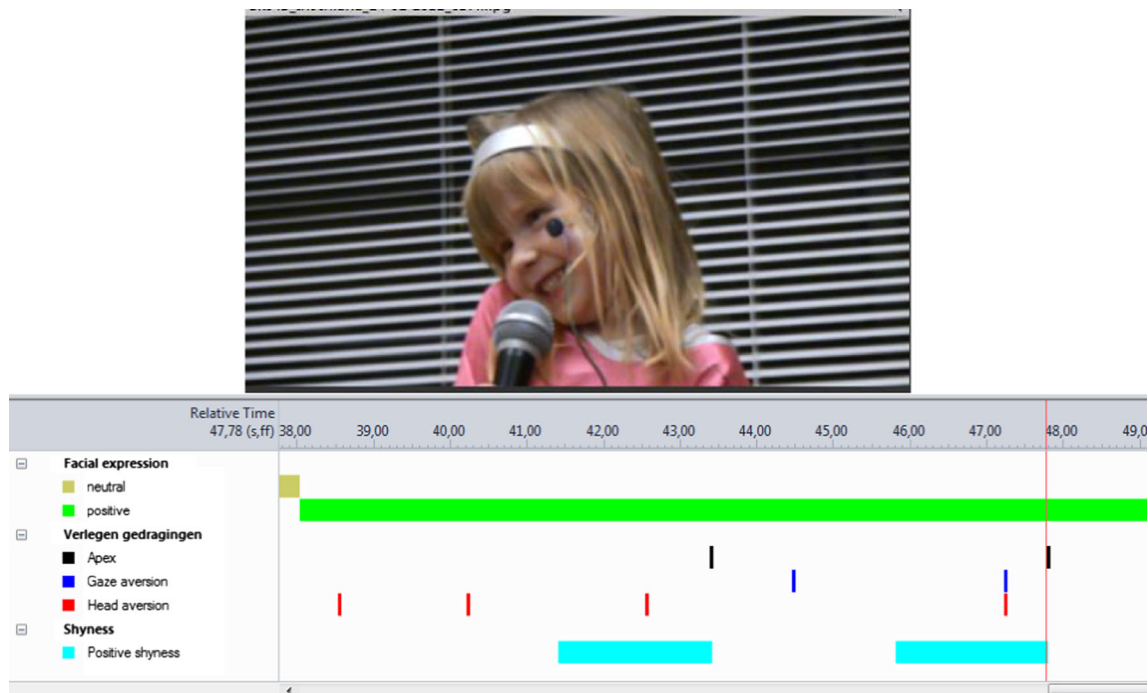 Relative Time
47,78 (s,ff) 38,00 39,00 40,00 41,00 42,00 43,00 44,00 45,00 46,00 47,00 48,00 49,0
Facial expression
neutral
positive
Verlegen gedragingen
Apex
Gaze aversion
Head aversion
Shyness
Positive shyness